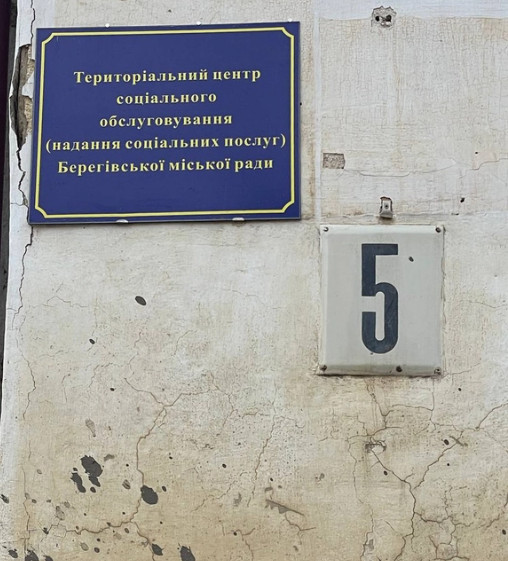 Територіальний центр
соціального
обслуговування
(надання соціальних послуг)
Берегівської міської ради
5